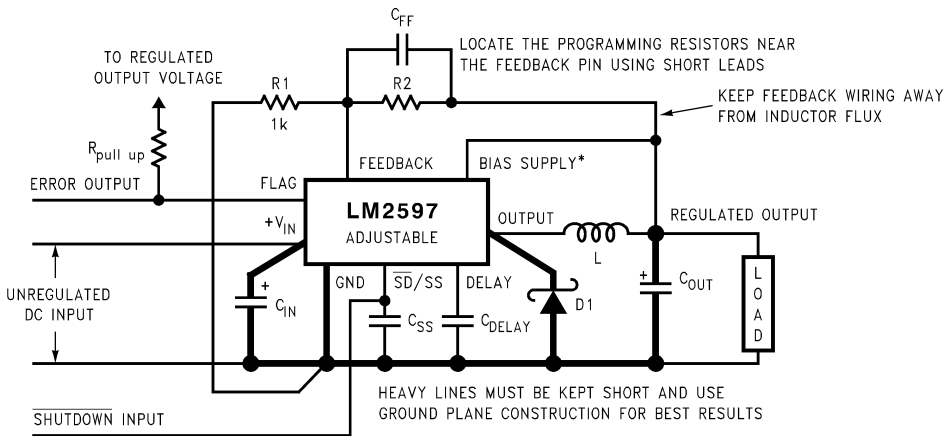 C_FF
LOCATE THE PROGRAMMING RESISTORS NEAR
THE FEEDBACK PIN USING SHORT LEADS
TO REGULATED
OUTPUT VOLTAGE
R1
R2
1k
KEEP FEEDBACK WIRING AWAY
FROM INDUCTOR FLUX
R_pull up
FEEDBACK
BIAS SUPPLY*
ERROR OUTPUT
FLAG
LM2597
ADJUSTABLE
+V_IN
OUTPUT
REGULATED OUTPUT
L
GND
S̅D̅/SS
DELAY
+
C_IN
UNREGULATED
DC INPUT
C_SS
C_DELAY
D1
+
C_OUT
LOAD
HEAVY LINES MUST BE KEPT SHORT AND USE
GROUND PLANE CONSTRUCTION FOR BEST RESULTS
S̅H̅U̅T̅D̅O̅W̅N̅ INPUT